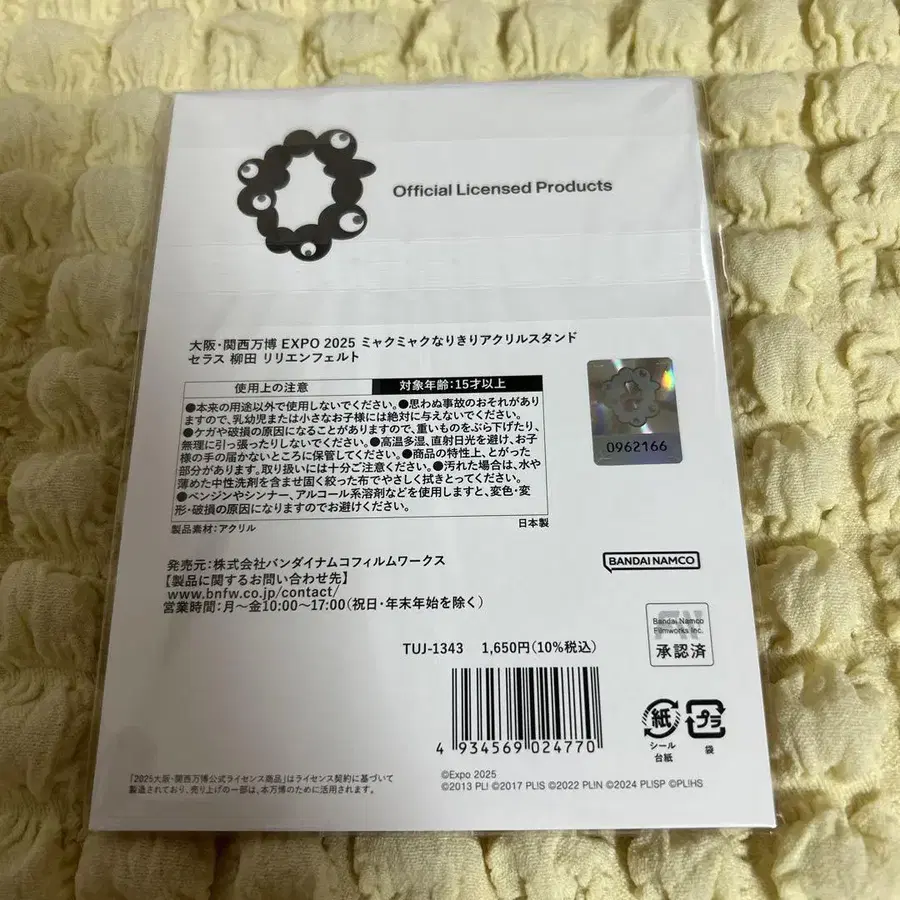 Official Licensed Products
大阪・関西万博 EXPO 2025 ミャクミャクなりきりアクリルスタンド
セラス 柳田 リリエンフェルト
使用上の注意 対象年齢:15才以上
●本来の用途以外で使用しないでください。●思わぬ事故のおそれがあり
ますので、乳幼児または小さなお子様には絶対に与えないでください。
●ケガや破損の原因になることがありますので、重いものをぶら下げたり、
無理に引っ張ったりしないでください。●高温多湿、直射日光を避け、お子
様の手の届かないところに保管してください。●商品の特性上、とがった
部分があります。取り扱いには十分ご注意ください。●汚れた場合は、水や
薄めた中性洗剤を含ませ固く絞った布でやさしく拭きとってください。
●ベンジンやシンナー、アルコール系溶剤などを使用しますと、変色・変
形・破損の原因になりますのでお避けください。
製品素材:アクリル 日本製
0962166
発売元:株式会社バンダイナムコフィルムワークス
【製品に関するお問い合わせ先】
www.bnfw.co.jp/contact/
営業時間:月〜金10:00〜17:00(祝日・年末年始を除く)
BANDAI NAMCO
FW
Bandai Namco
Filmworks Inc.
承認済
TUJ-1343 1,650円(10%税込)
4 934569 024770
紙
シール
台紙
プラ
袋
「2025大阪・関西万博公式ライセンス商品」はライセンス契約に基づいて
製造されており、売り上げの一部は、本万博のために活用されます。
©Expo 2025
©2013 PL! ©2017 PL!S ©2022 PL!N ©2024 PL!SP ©PL!HS